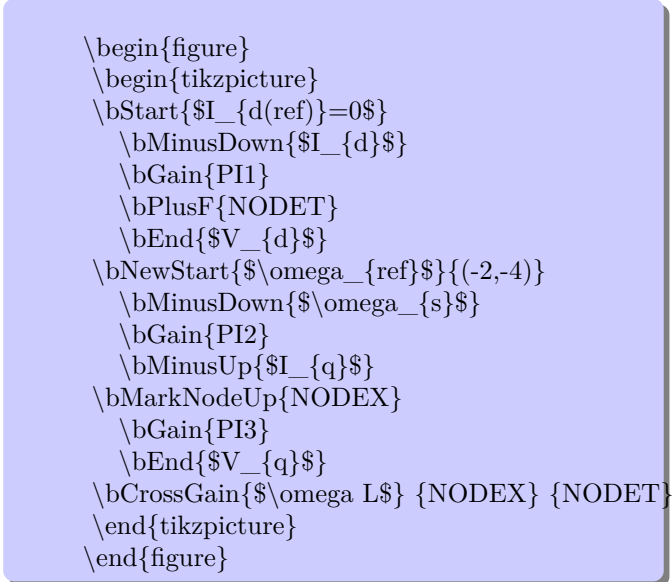 \begin{figure}
\begin{tikzpicture}
\bStart{$I_{d(ref)}=0$}
\bMinusDown{$I_{d}$}
\bGain{PI1}
\bPlusF{NODET}
\bEnd{$V_{d}$}
\bNewStart{$\omega_{ref}$}{(-2,-4)}
\bMinusDown{$\omega_{s}$}
\bGain{PI2}
\bMinusUp{$I_{q}$}
\bMarkNodeUp{NODEX}
\bGain{PI3}
\bEnd{$V_{q}$}
\bCrossGain{$\omega L$} {NODEX} {NODET}
\end{tikzpicture}
\end{figure}